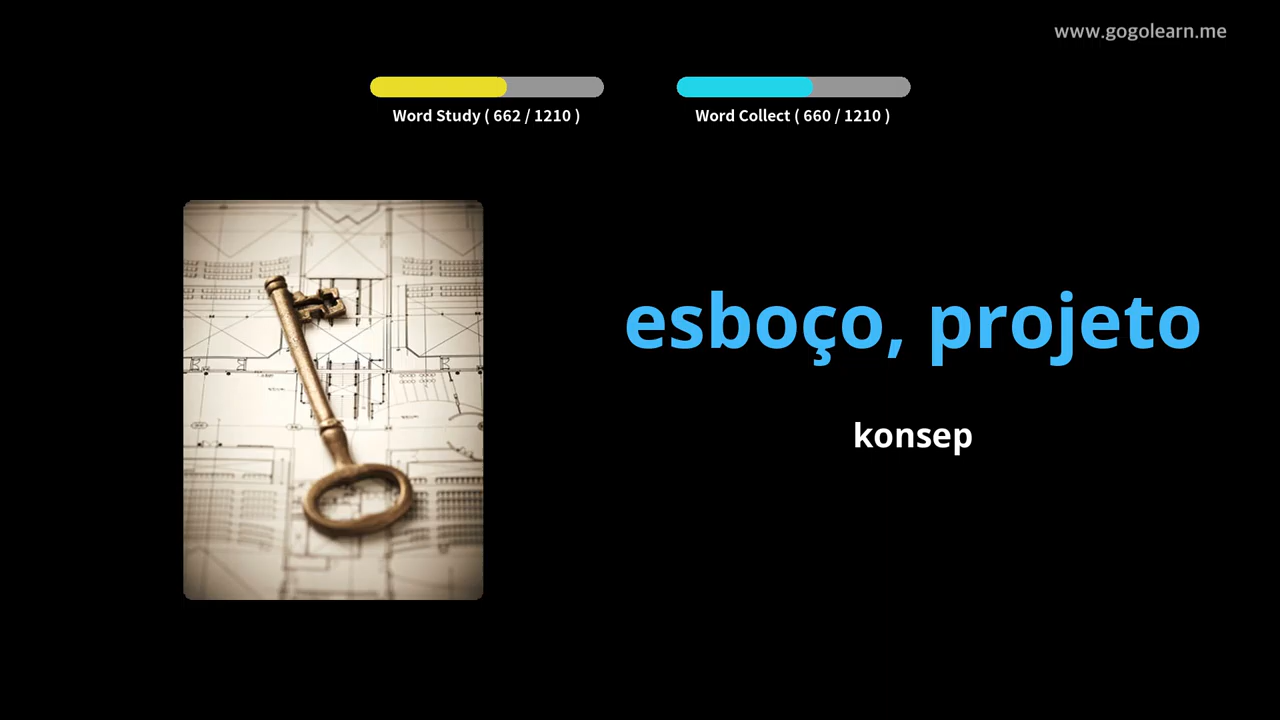 www.gogolearn.me
Word Study ( 662 / 1210 )
Word Collect ( 660 / 1210 )
esboço, projeto
konsep